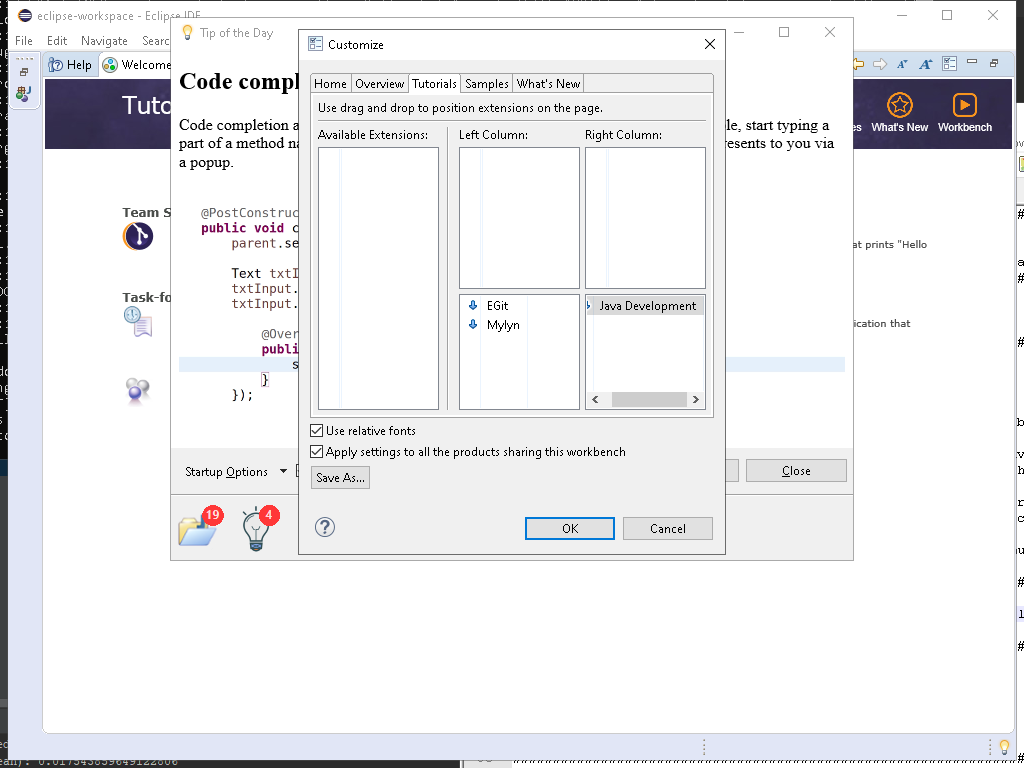 eclipse-workspace - Eclipse IDE
File Edit Navigate Searc
Help
Welcome
Tuto
es
What's New
Workbench
Team S
Task-fo
at prints "Hello
ication that
Tip of the Day
Code compl
Code completion a
le, start typing a
part of a method na
resents to you via
a popup.
@PostConstruc
public void c
parent.se
Text txtI
txtInput.
txtInput.
@Over
publi
s
}
});
Startup Options
Close
19
4
Customize
Home Overview Tutorials Samples What's New
Use drag and drop to position extensions on the page.
Available Extensions:
Left Column:
Right Column:
EGit
Mylyn
Java Development
Use relative fonts
Apply settings to all the products sharing this workbench
Save As...
?
OK
Cancel